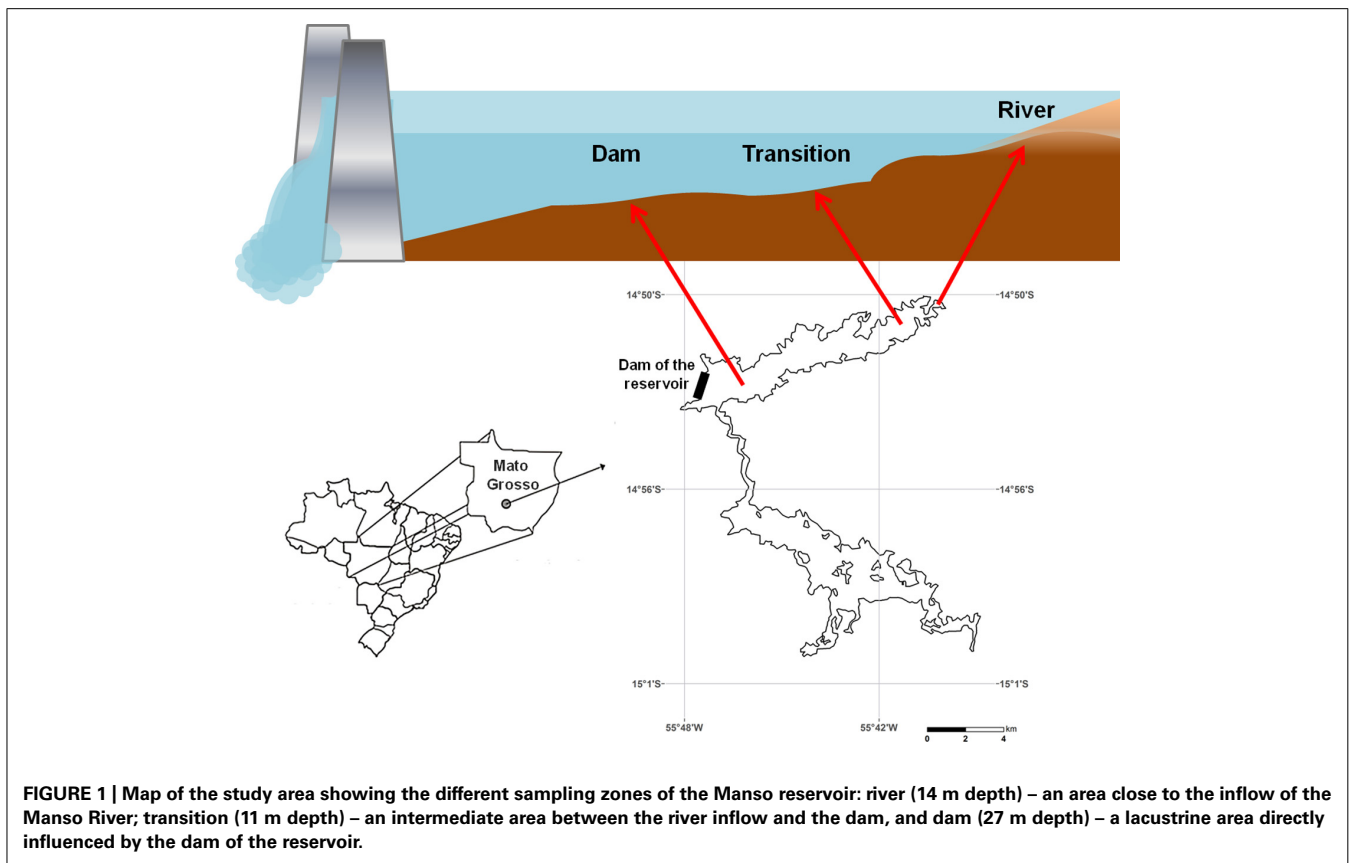 River
Dam Transition
14°50'S 14°50'S
Dam of the
reservoir
Mato
Grosso
14°56'S 14°56'S
15°1'S 15°1'S
55°48'W 55°42'W
km
0 2 4
FIGURE 1 | Map of the study area showing the different sampling zones of the Manso reservoir: river (14 m depth) – an area close to the inflow of the
Manso River; transition (11 m depth) – an intermediate area between the river inflow and the dam, and dam (27 m depth) – a lacustrine area directly
influenced by the dam of the reservoir.